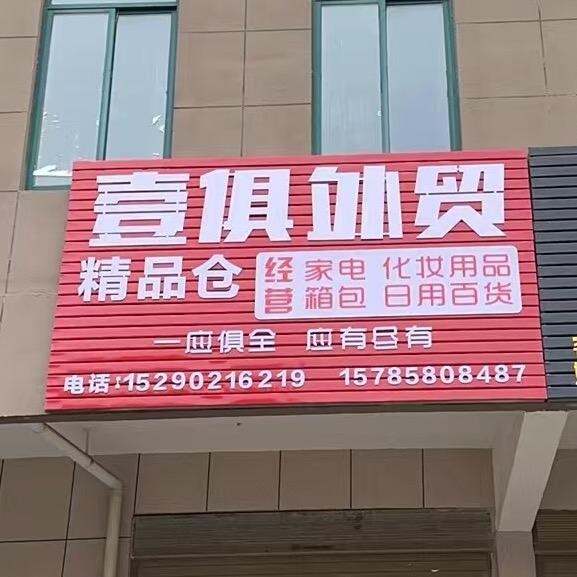 壹俱外贸
精品仓
经营 家电 化妆用品
箱包 日用百货
一应俱全 应有尽有
电话:15290216219 15785808487